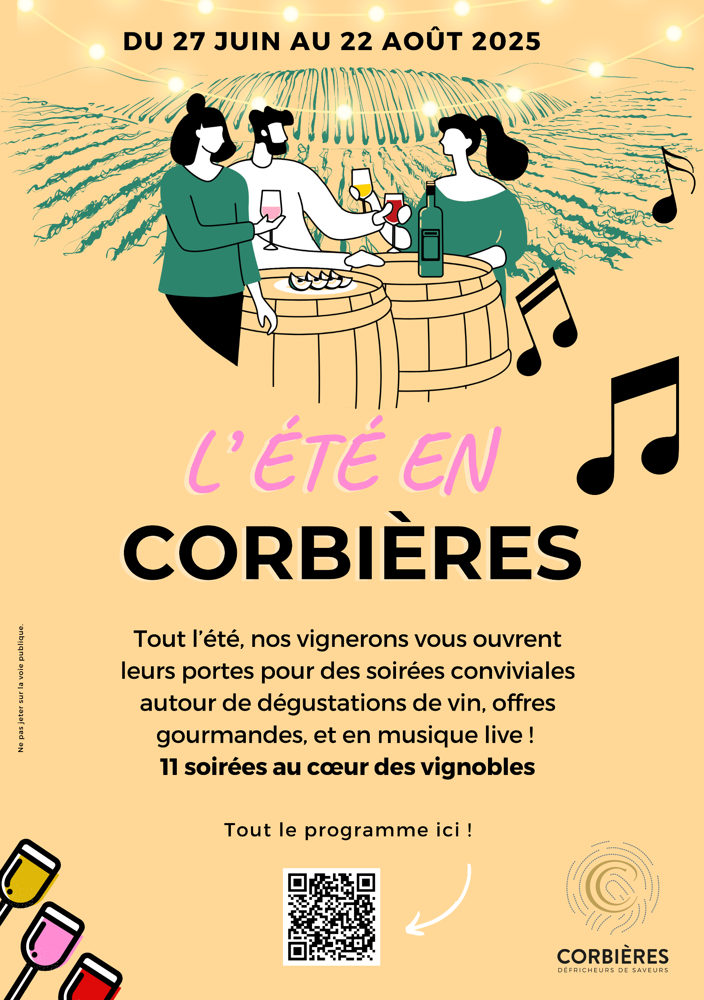 DU 27 JUIN AU 22 AOÛT 2025
L'ÉTÉ EN
CORBIÈRES
Tout l'été, nos vignerons vous ouvrent
leurs portes pour des soirées conviviales
autour de dégustations de vin, offres
gourmandes, et en musique live !
11 soirées au cœur des vignobles
Ne pas jeter sur la voie publique.
Tout le programme ici !
CORBIÈRES
DÉFRICHEURS DE SAVEURS